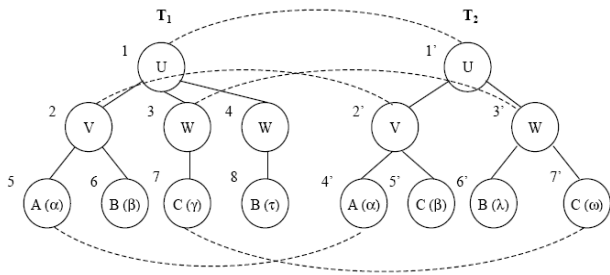 T₁ T₂
1 U 1' U
2 V 3 W 4 W 2' V 3' W
5 A (α) 6 B (β) 7 C (γ) 8 B (τ) 4' A (α) 5' C (β) 6' B (λ) 7' C (ω)